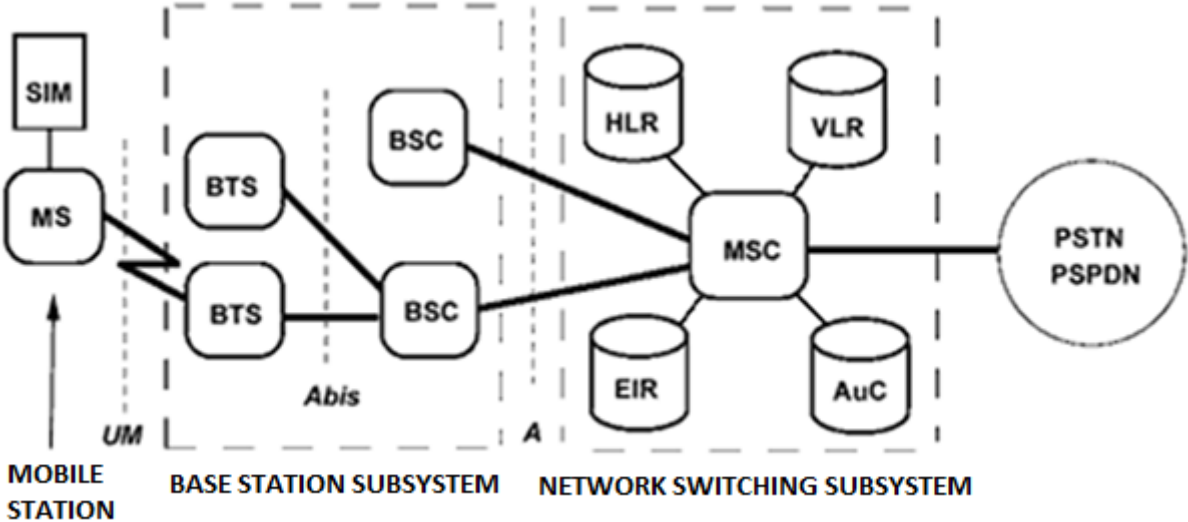 SIM
MS
BTS
BTS
BSC
BSC
HLR
VLR
MSC
EIR
AuC
PSTN
PSPDN
UM
Abis
A
MOBILE
STATION
BASE STATION SUBSYSTEM
NETWORK SWITCHING SUBSYSTEM